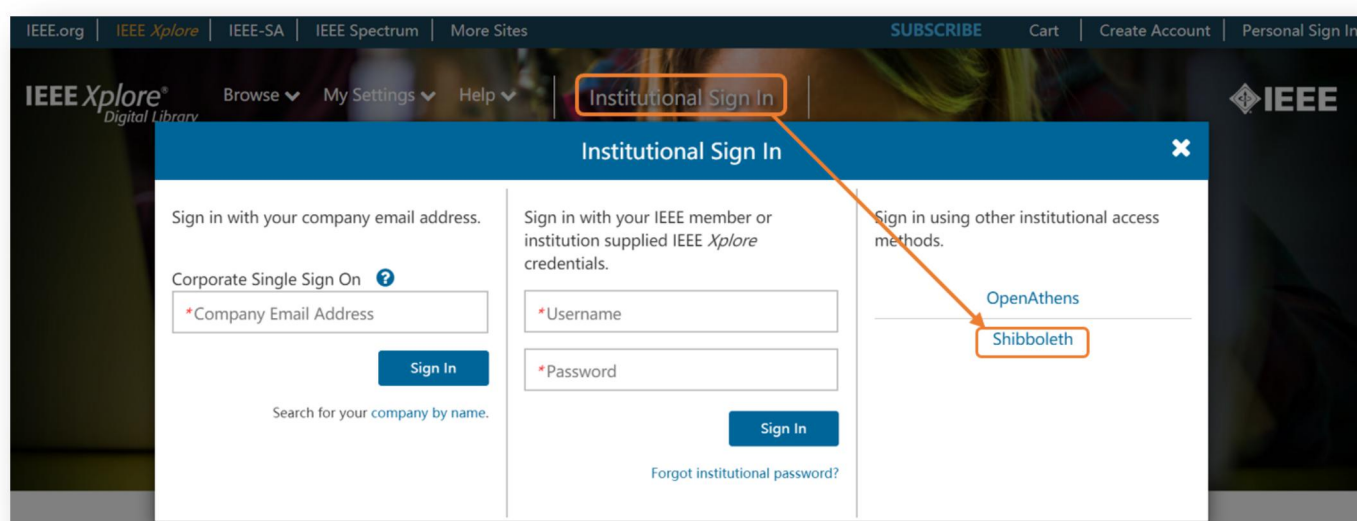 IEEE.org IEEE Xplore IEEE-SA IEEE Spectrum More Sites SUBSCRIBE Cart Create Account Personal Sign In
IEEE Xplore® Browse My Settings Help Institutional Sign In IEEE
Digital Library
Institutional Sign In
Sign in with your company email address.
Corporate Single Sign On ?
*Company Email Address
Sign In
Search for your company by name.
Sign in with your IEEE member or
institution supplied IEEE Xplore
credentials.
*Username
*Password
Sign In
Forgot institutional password?
Sign in using other institutional access
methods.
OpenAthens
Shibboleth